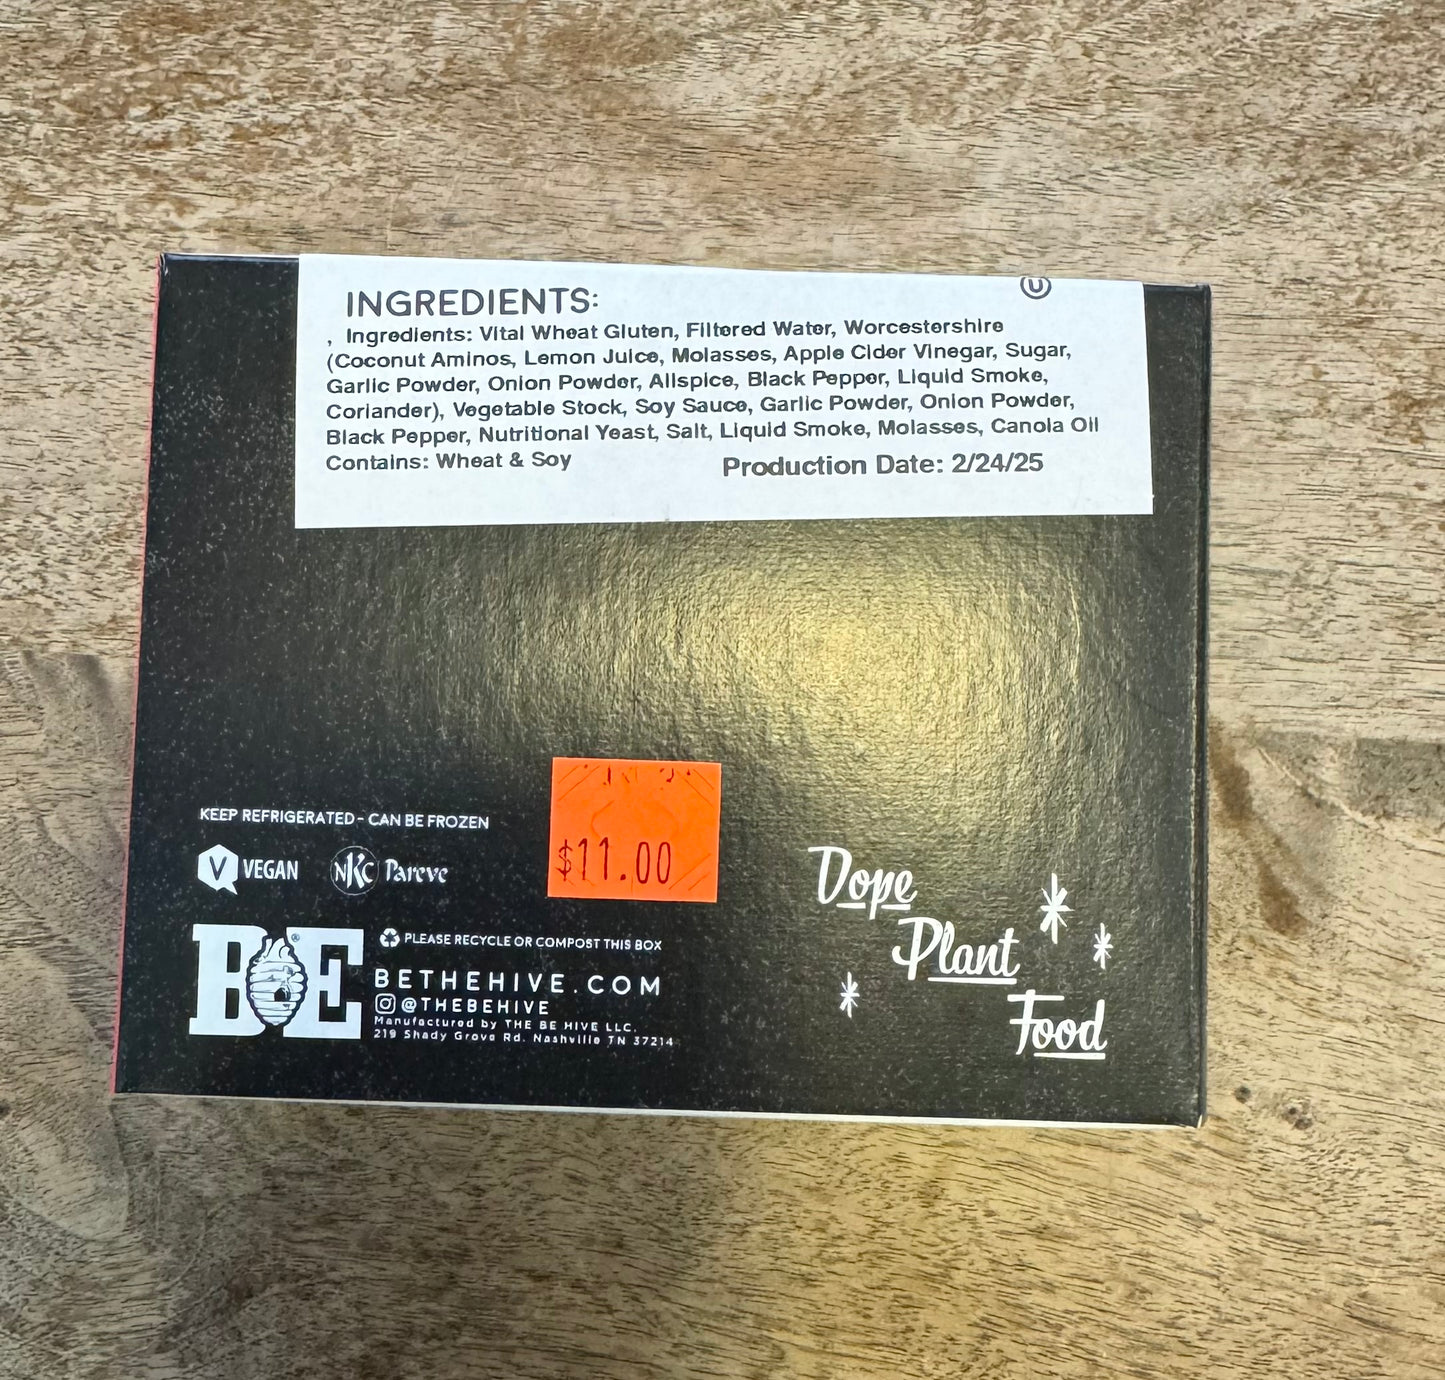 INGREDIENTS:
U
, Ingredients: Vital Wheat Gluten, Filtered Water, Worcestershire
(Coconut Aminos, Lemon Juice, Molasses, Apple Cider Vinegar, Sugar,
Garlic Powder, Onion Powder, Allspice, Black Pepper, Liquid Smoke,
Coriander), Vegetable Stock, Soy Sauce, Garlic Powder, Onion Powder,
Black Pepper, Nutritional Yeast, Salt, Liquid Smoke, Molasses, Canola Oil
Contains: Wheat & Soy
Production Date: 2/24/25
KEEP REFRIGERATED - CAN BE FROZEN
V VEGAN
NKC Pareve
$11.00
BE®
PLEASE RECYCLE OR COMPOST THIS BOX
BETHEHIVE.COM
@THEBEHIVE
Manufactured by THE BE HIVE LLC.
219 Shady Grove Rd. Nashville TN 37214
Dope
Plant
Food